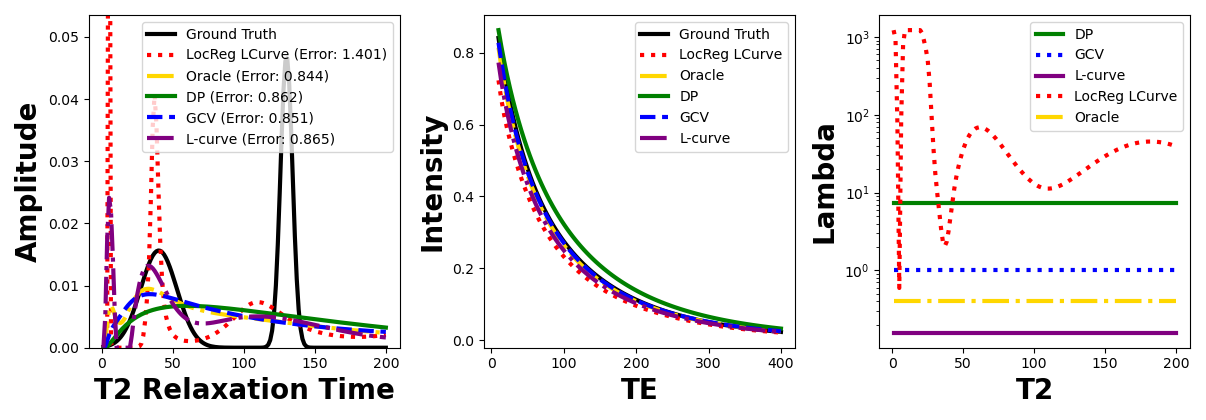 Amplitude
0.05
0.04
0.03
0.02
0.01
0.00
Ground Truth
LocReg LCurve (Error: 1.401)
Oracle (Error: 0.844)
DP (Error: 0.862)
GCV (Error: 0.851)
L-curve (Error: 0.865)
0 50 100 150 200
T2 Relaxation Time
Intensity
0.8
0.6
0.4
0.2
0.0
Ground Truth
LocReg LCurve
Oracle
DP
GCV
L-curve
0 100 200 300 400
TE
Lambda
10³
10²
10¹
10⁰
DP
GCV
L-curve
LocReg LCurve
Oracle
0 50 100 150 200
T2